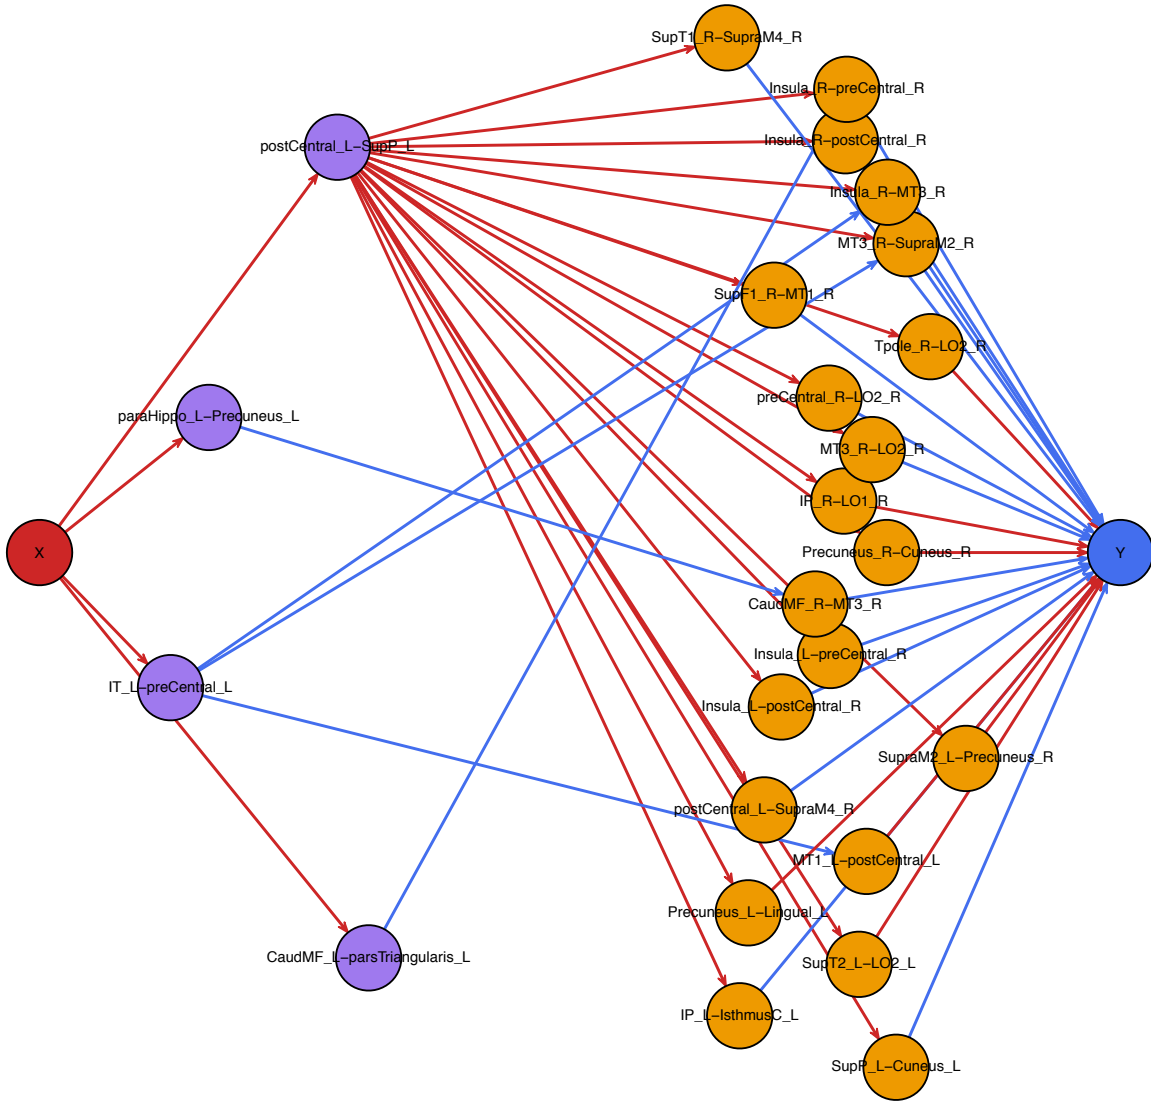 SupT1_R−SupraM4_R
Insula_R−preCentral_R
Insula_R−postCentral_R
postCentral_L−SupP_L
Insula_R−MT3_R
MT3_R−SupraM2_R
SupF1_R−MT1_R
Tpole_R−LO2_R
preCentral_R−LO2_R
paraHippo_L−Precuneus_L
MT3_R−LO2_R
IP_R−LO1_R
X
Precuneus_R−Cuneus_R
Y
CaudMF_R−MT3_R
Insula_L−preCentral_R
IT_L−preCentral_L
Insula_L−postCentral_R
SupraM2_L−Precuneus_R
postCentral_L−SupraM4_R
MT1_L−postCentral_L
Precuneus_L−Lingual_L
CaudMF_L−parsTriangularis_L
SupT2_L−LO2_L
IP_L−IsthmusC_L
SupP_L−Cuneus_L